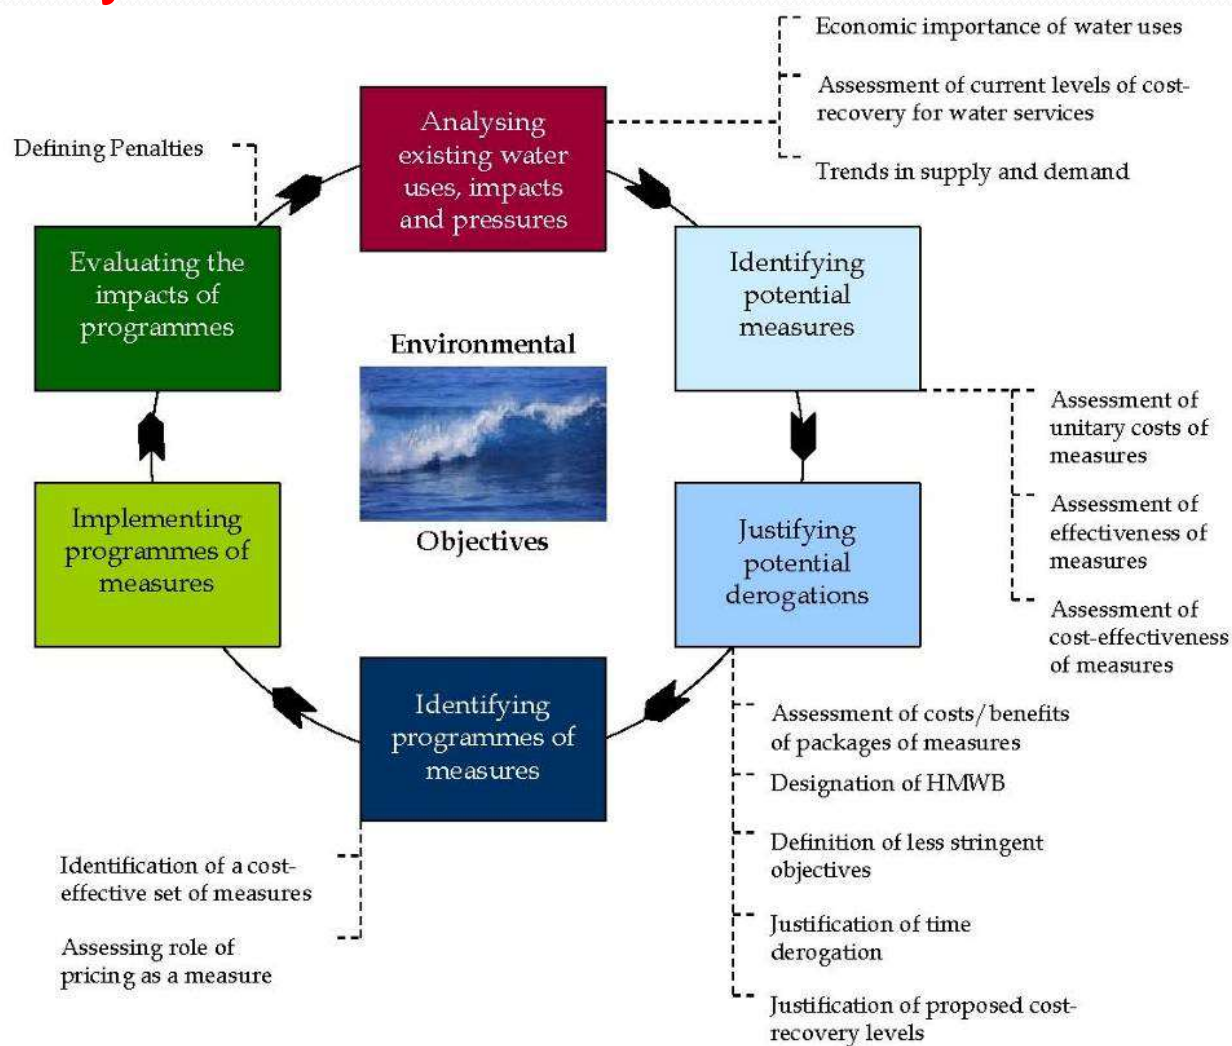 Economic importance of water uses
Assessment of current levels of cost-
recovery for water services
Trends in supply and demand
Analysing
existing water
uses, impacts
and pressures
Defining Penalties
Evaluating the
impacts of
programmes
Identifying
potential
measures
Environmental
Objectives
Assessment of
unitary costs of
measures
Assessment of
effectiveness of
measures
Assessment of
cost-effectiveness
of measures
Implementing
programmes of
measures
Justifying
potential
derogations
Identifying
programmes of
measures
Assessment of costs/benefits
of packages of measures
Designation of HMWB
Definition of less stringent
objectives
Justification of time
derogation
Justification of proposed cost-
recovery levels
Identification of a cost-
effective set of measures
Assessing role of
pricing as a measure